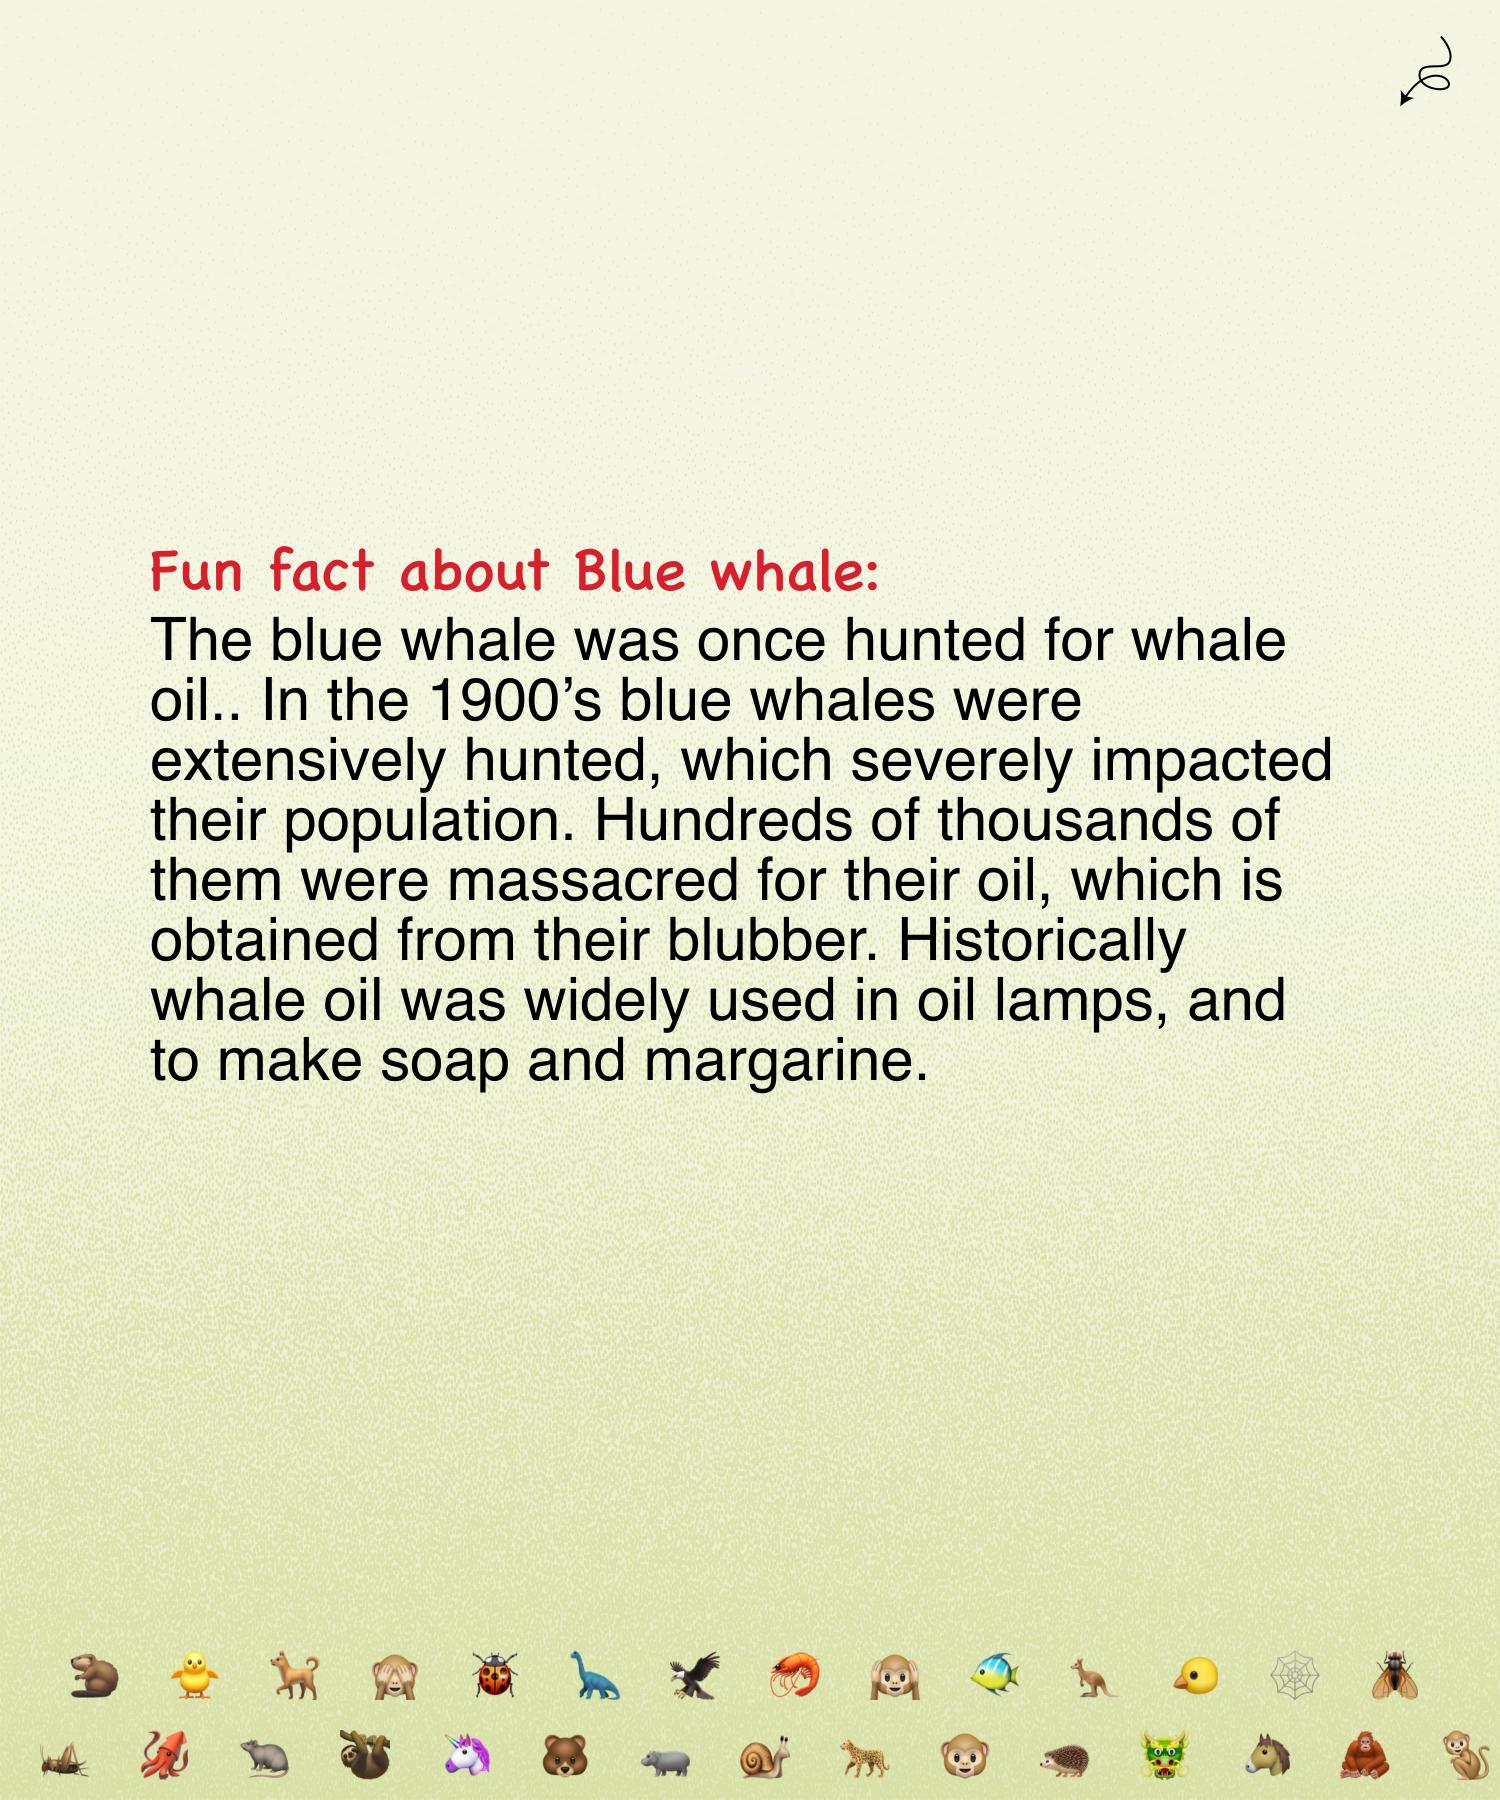 Fun fact about Blue whale:
The blue whale was once hunted for whale
oil.. In the 1900’s blue whales were
extensively hunted, which severely impacted
their population. Hundreds of thousands of
them were massacred for their oil, which is
obtained from their blubber. Historically
whale oil was widely used in oil lamps, and
to make soap and margarine.